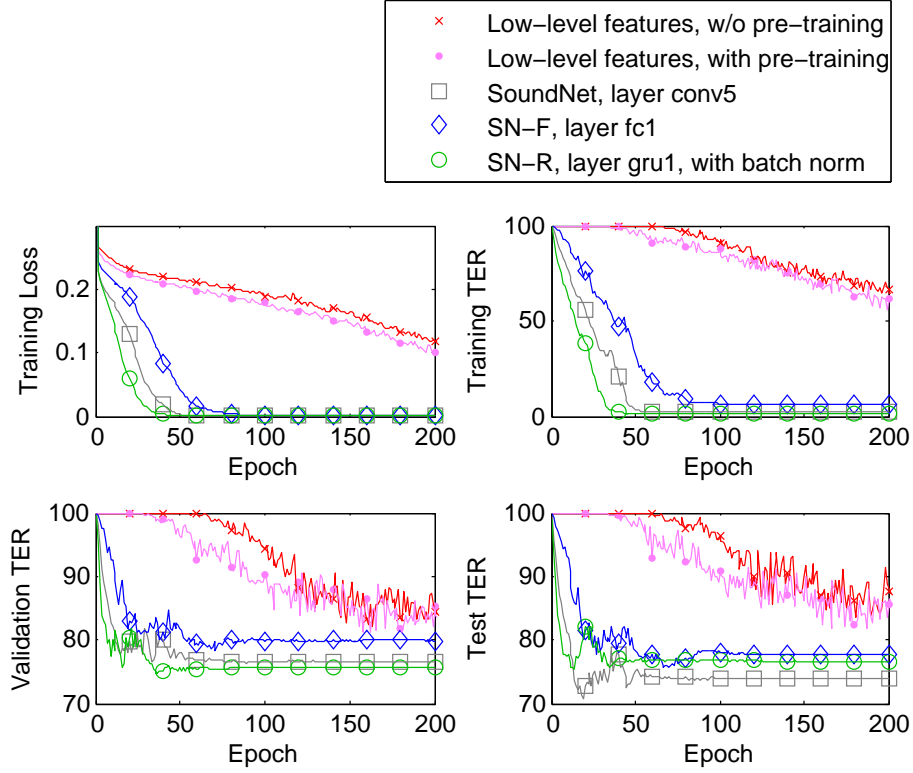 Low-level features, w/o pre-training
Low-level features, with pre-training
SoundNet, layer conv5
SN-F, layer fc1
SN-R, layer gru1, with batch norm
Training Loss
0.2
0.1
0
0 50 100 150 200
Epoch
Training TER
100
50
0
0 50 100 150 200
Epoch
Validation TER
100
90
80
70
0 50 100 150 200
Epoch
Test TER
100
90
80
70
0 50 100 150 200
Epoch